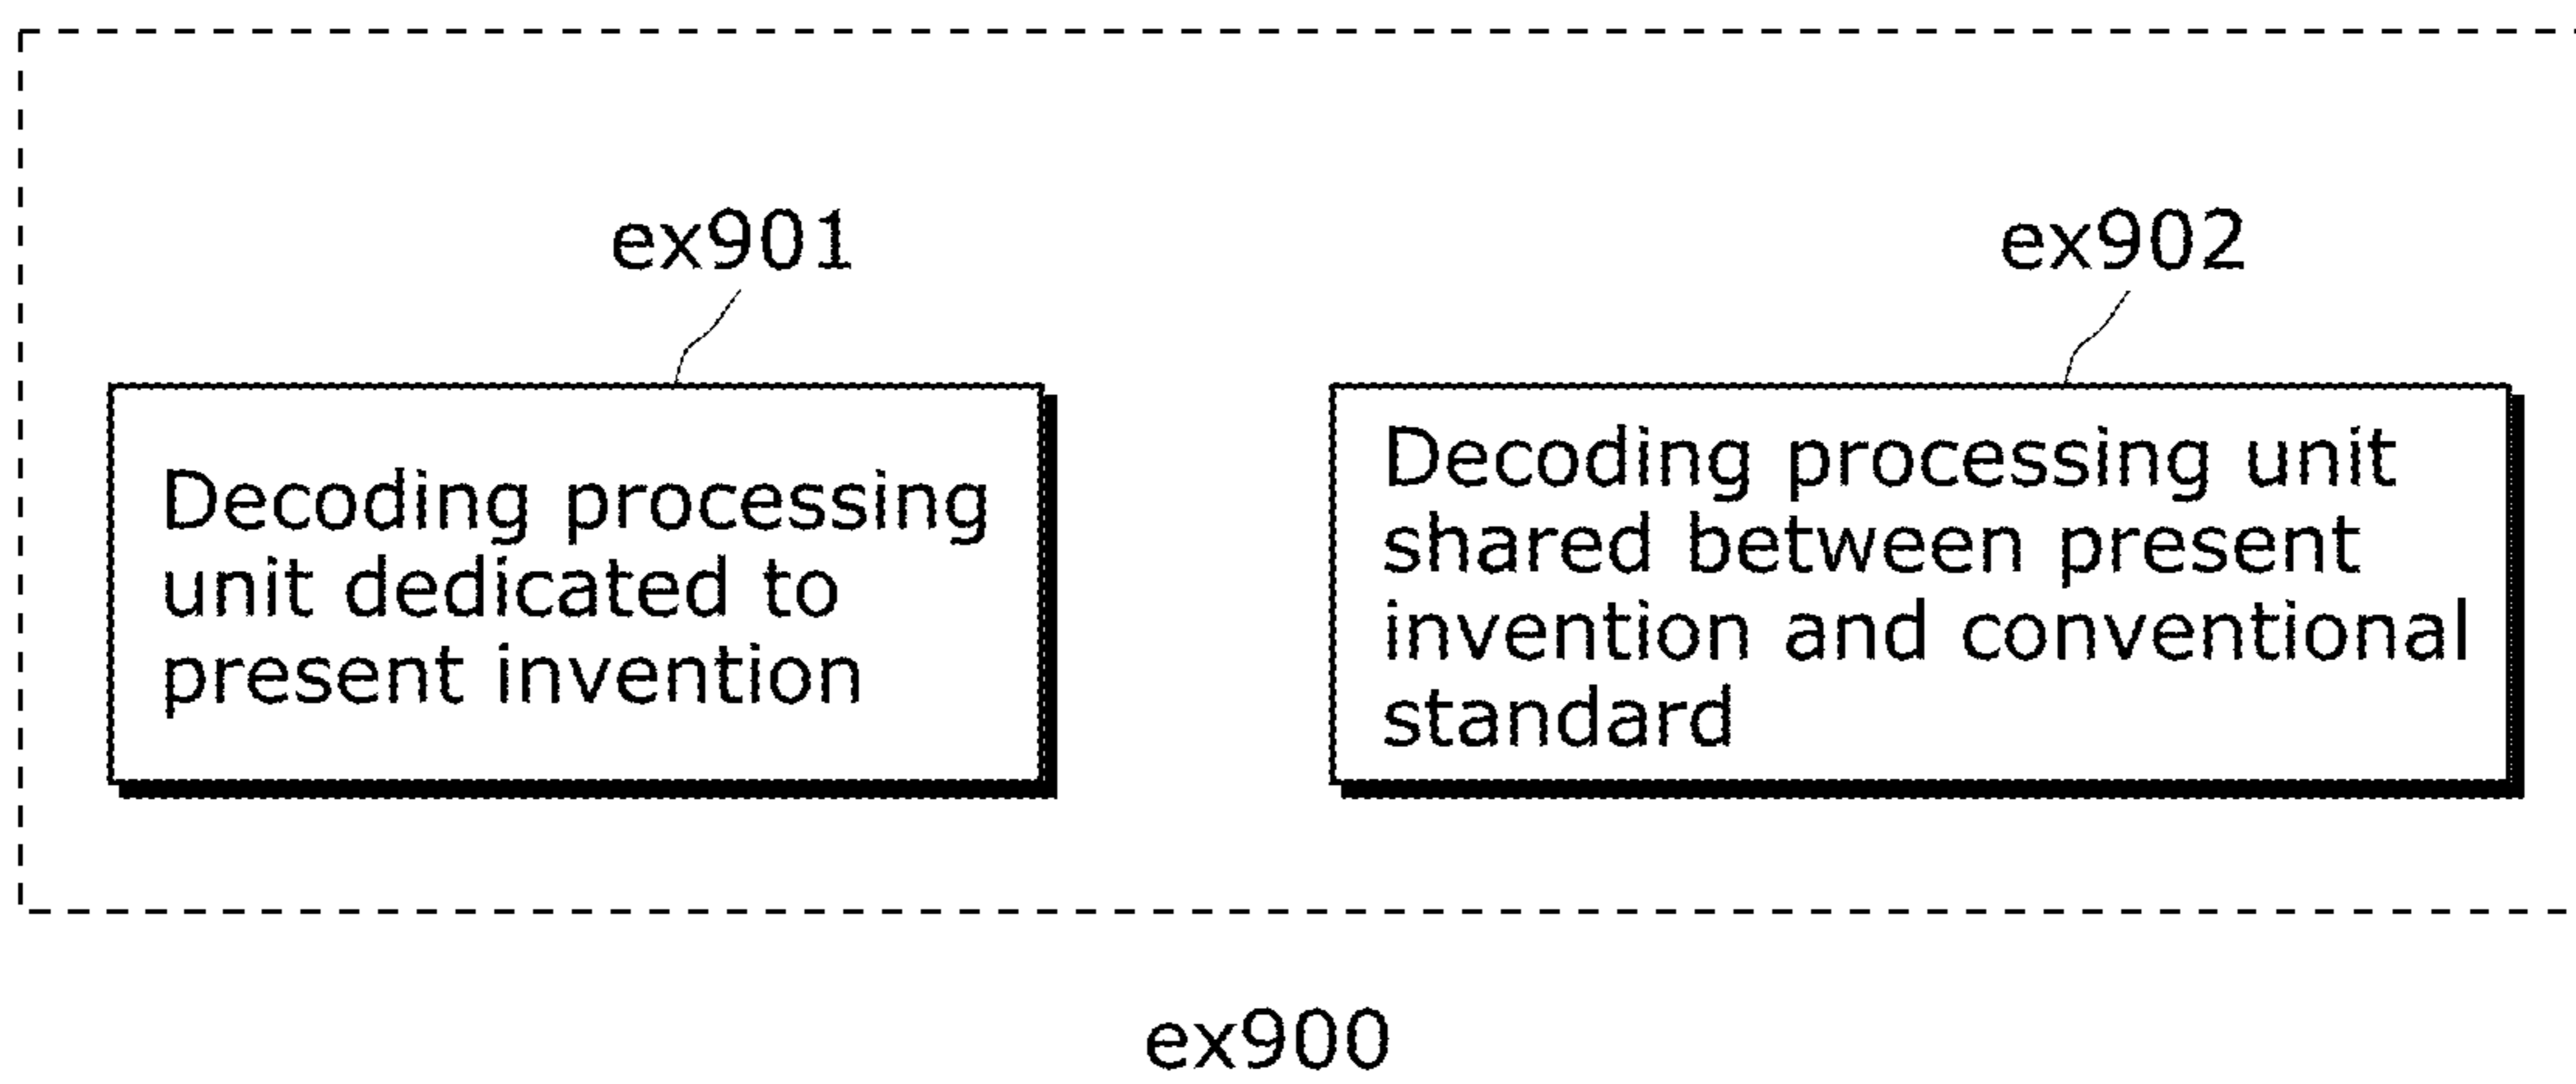 ex901
ex902
Decoding processing
unit dedicated to
present invention
Decoding processing unit
shared between present
invention and conventional
standard
ex900